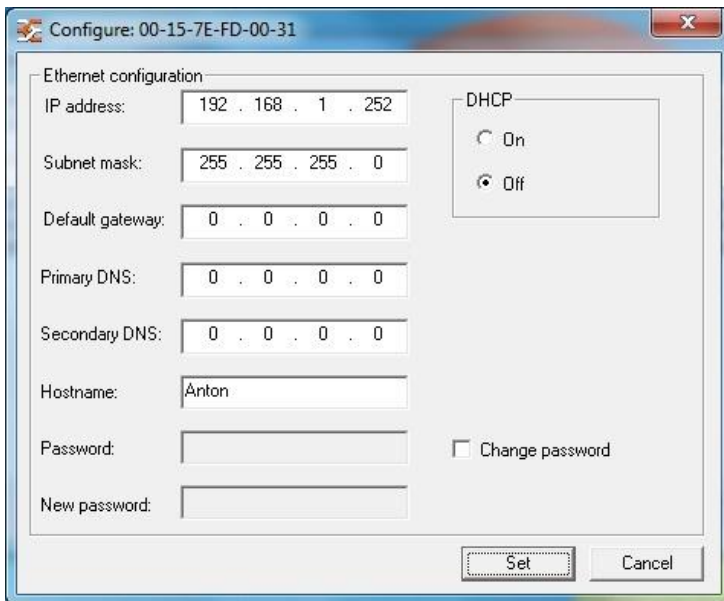 Configure: 00-15-7E-FD-00-31
Ethernet configuration
IP address: 192 . 168 . 1 . 252
DHCP
On
Subnet mask: 255 . 255 . 255 . 0
Off
Default gateway: 0 . 0 . 0 . 0
Primary DNS: 0 . 0 . 0 . 0
Secondary DNS: 0 . 0 . 0 . 0
Hostname: Anton
Password:
Change password
New password:
Set
Cancel